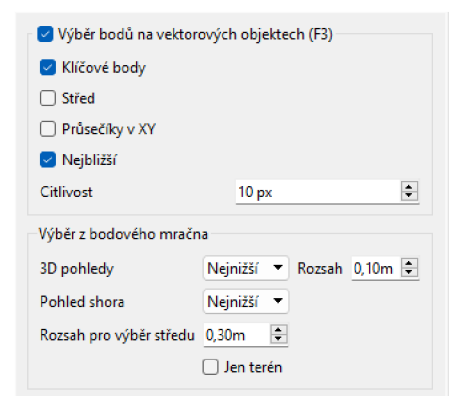 Výběr bodů na vektorových objektech (F3)
Klíčové body
Střed
Průsečíky v XY
Nejbližší
Citlivost 10 px
Výběr z bodového mračna
3D pohledy Nejnižší Rozsah 0,10m
Pohled shora Nejnižší
Rozsah pro výběr středu 0,30m
Jen terén